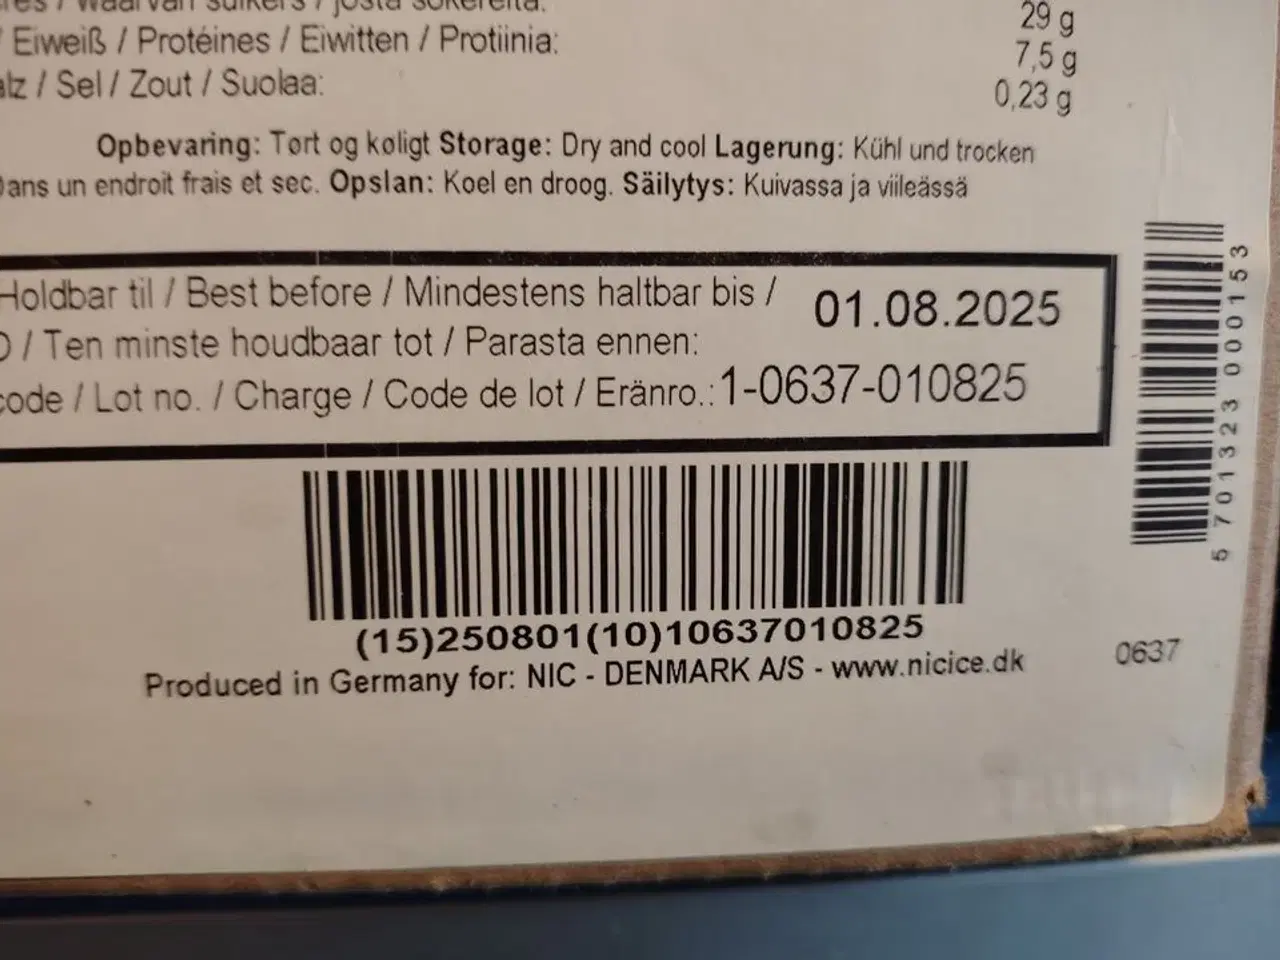 / waarvan suikers / josta sokereita:
29 g
/ Eiweiß / Protéines / Eiwitten / Protiinia:
7,5 g
/ Sel / Zout / Suolaa:
0,23 g
Opbevaring: Tørt og køligt Storage: Dry and cool Lagerung: Kühl und trocken
Dans un endroit frais et sec. Opslan: Koel en droog. Säilytys: Kuivassa ja viileässä
Holdbar til / Best before / Mindestens haltbar bis /
01.08.2025
/ Ten minste houdbaar tot / Parasta ennen:
code / Lot no. / Charge / Code de lot / Eränro.: 1-0637-010825
(15)250801(10)10637010825
Produced in Germany for: NIC - DENMARK A/S - www.nicice.dk
0637
5 701323 000153